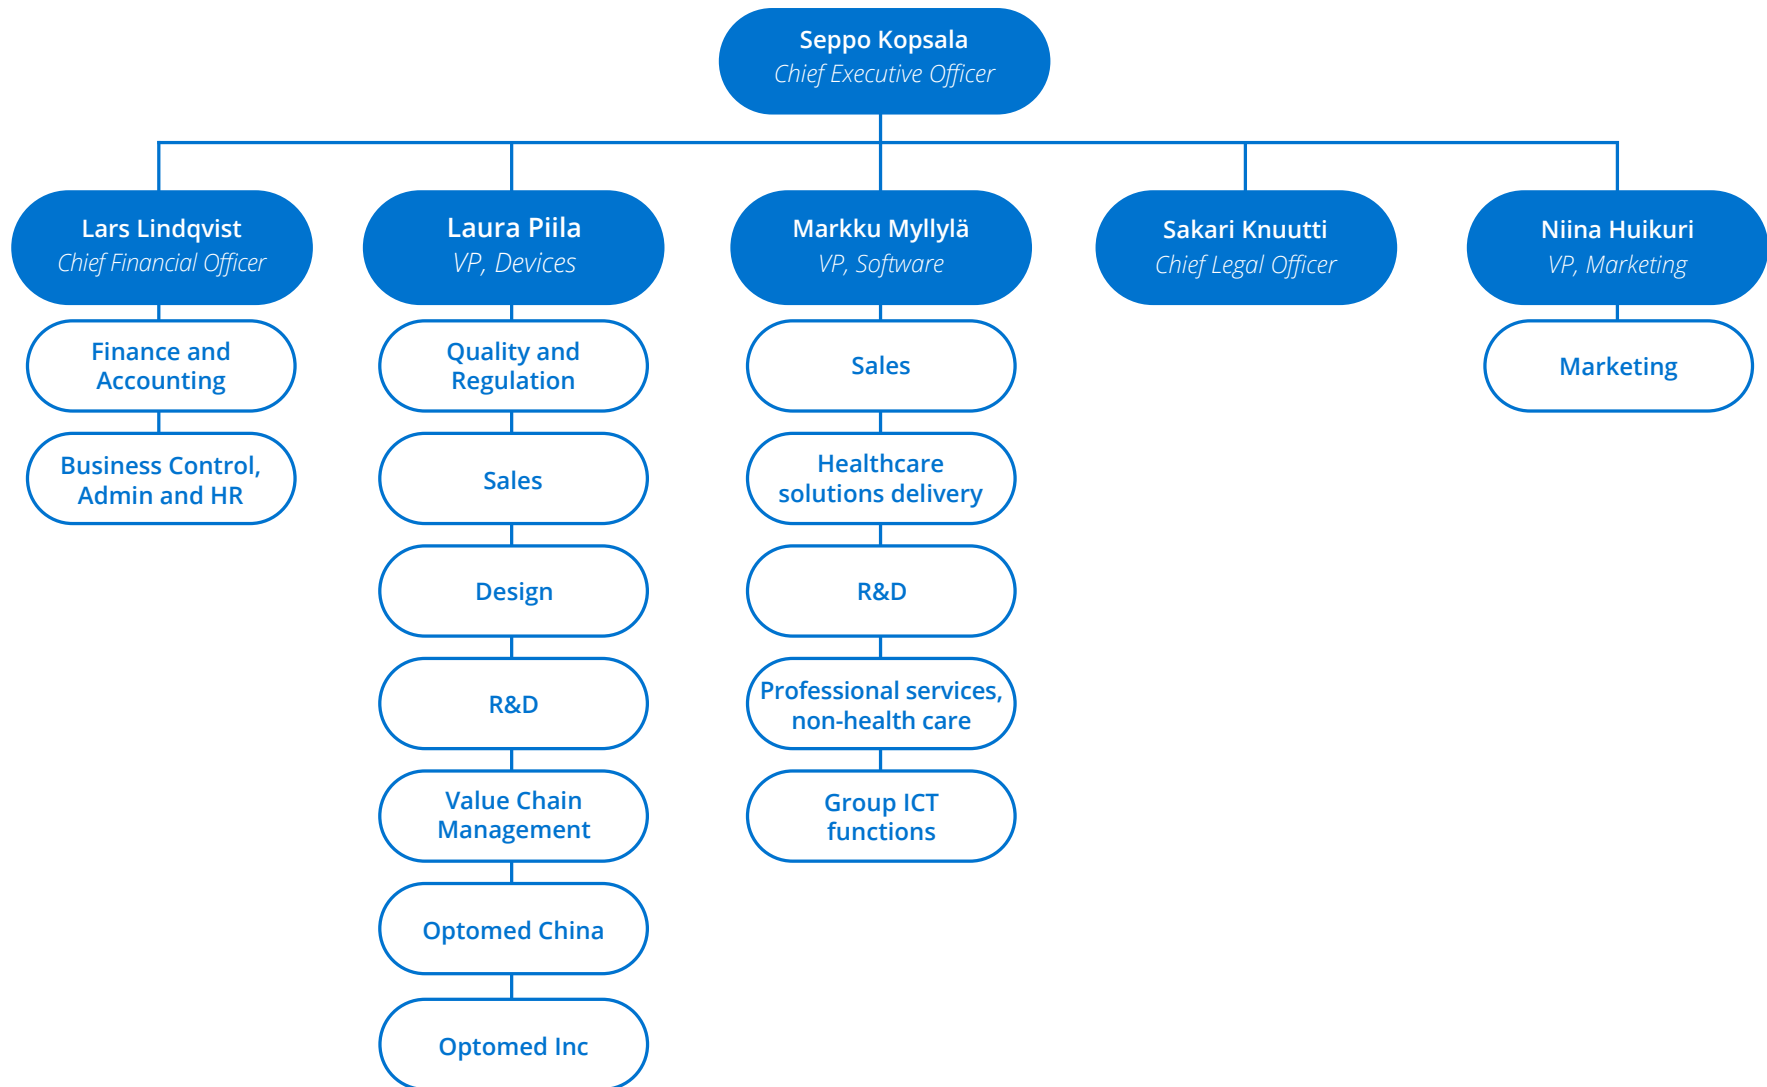 Seppo Kopsala
Chief Executive Officer
Lars Lindqvist
Chief Financial Officer
Finance and
Accounting
Business Control,
Admin and HR
Laura Piila
VP, Devices
Quality and
Regulation
Sales
Design
R&D
Value Chain
Management
Optomed China
Optomed Inc
Markku Myllylä
VP, Software
Sales
Healthcare
solutions delivery
R&D
Professional services,
non-health care
Group ICT
functions
Sakari Knuutti
Chief Legal Officer
Niina Huikuri
VP, Marketing
Marketing